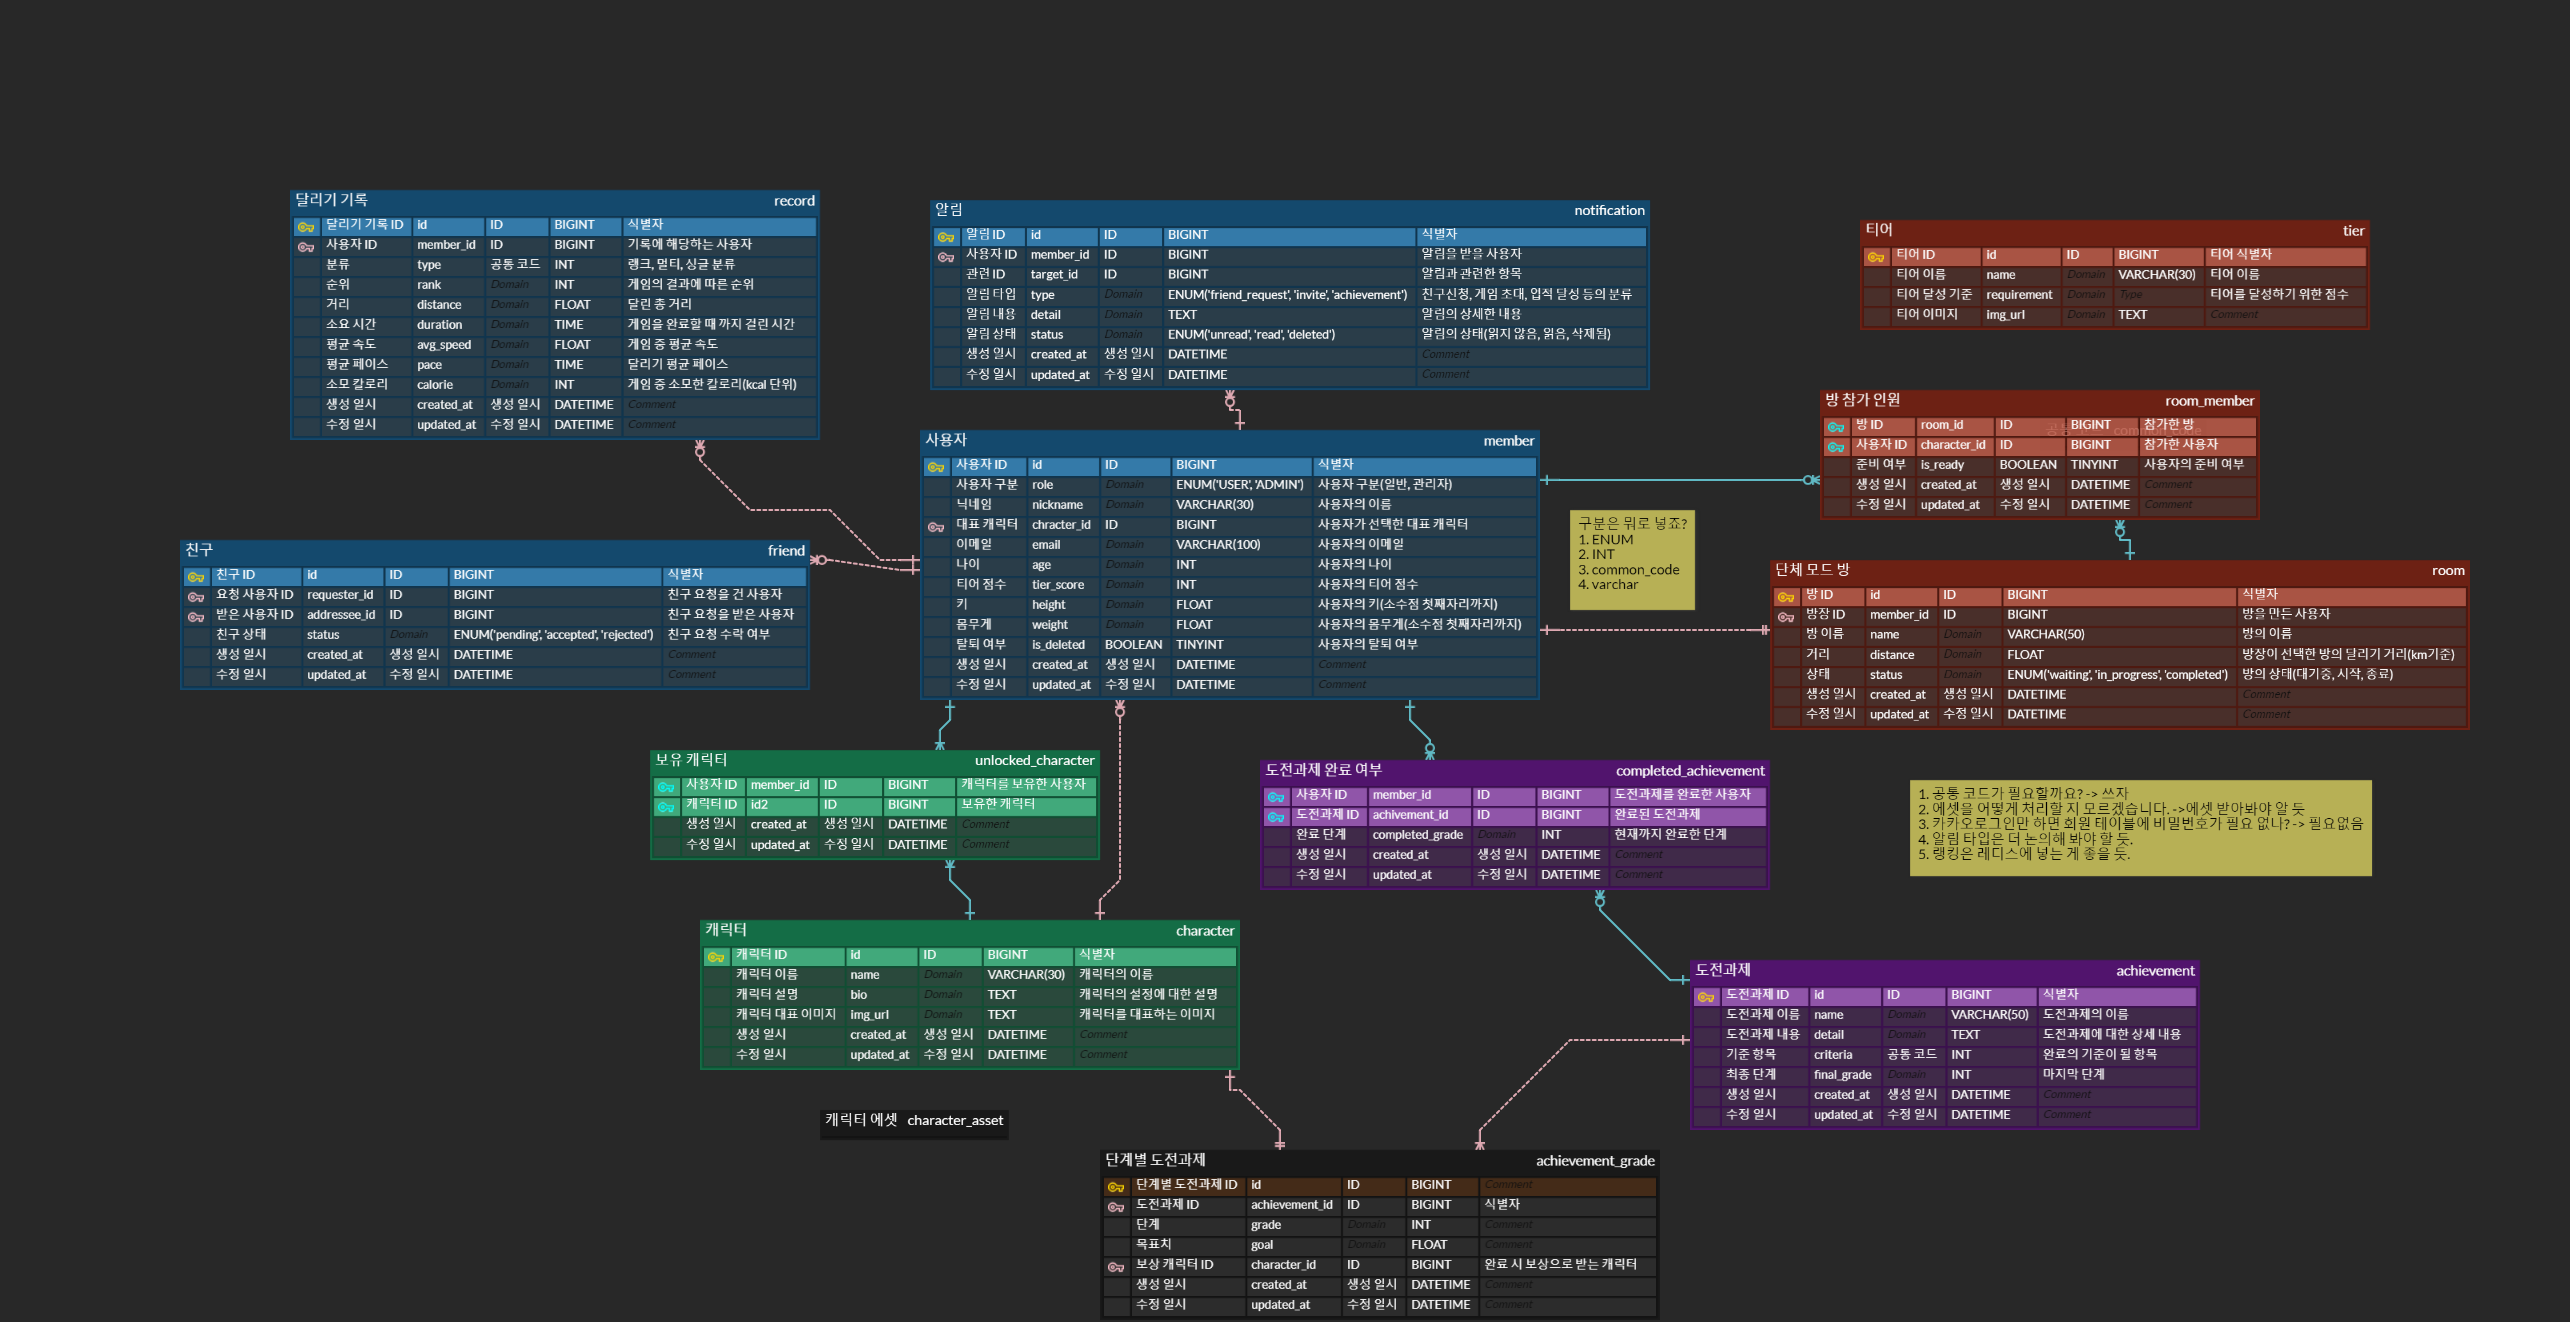 달리기 기록 record
달리기 기록 ID id ID BIGINT 식별자
사용자 ID member_id ID BIGINT 기록에 해당하는 사용자
분류 type 공통 코드 INT 랭크, 멀티, 싱글 분류
순위 rank Domain INT 게임의 결과에 따른 순위
거리 distance Domain FLOAT 달린 총 거리
소요 시간 duration Domain TIME 게임을 완료할 때 까지 걸린 시간
평균 속도 avg_speed Domain FLOAT 게임 중 평균 속도
평균 페이스 pace Domain TIME 달리기 평균 페이스
소모 칼로리 calorie Domain INT 게임 중 소모한 칼로리(kcal 단위)
생성 일시 created_at 생성 일시 DATETIME Comment
수정 일시 updated_at 수정 일시 DATETIME Comment
알림 notification
알림 ID id ID BIGINT 식별자
사용자 ID member_id ID BIGINT 알림을 받을 사용자
관련 ID target_id ID BIGINT 알림과 관련한 항목
알림 타입 type Domain ENUM('friend_request', 'invite', 'achievement') 친구신청, 게임 초대, 업적 달성 등의 분류
알림 내용 detail Domain TEXT 알림의 상세한 내용
알림 상태 status Domain ENUM('unread', 'read', 'deleted') 알림의 상태(읽지 않음, 읽음, 삭제됨)
생성 일시 created_at 생성 일시 DATETIME Comment
수정 일시 updated_at 수정 일시 DATETIME Comment
티어 tier
티어 ID id ID BIGINT 티어 식별자
티어 이름 name Domain VARCHAR(30) 티어 이름
티어 달성 기준 requirement Domain Type 티어를 달성하기 위한 점수
티어 이미지 img_url Domain TEXT Comment
방 참가 인원 room_member
방 ID room_id ID BIGINT 참가한 방
common_code
사용자 ID character_id ID BIGINT 참가한 사용자
준비 여부 is_ready BOOLEAN TINYINT 사용자의 준비 여부
생성 일시 created_at 생성 일시 DATETIME Comment
수정 일시 updated_at 수정 일시 DATETIME Comment
사용자 member
사용자 ID id ID BIGINT 식별자
사용자 구분 role Domain ENUM('USER', 'ADMIN') 사용자 구분(일반, 관리자)
닉네임 nickname Domain VARCHAR(30) 사용자의 이름
대표 캐릭터 chracter_id ID BIGINT 사용자가 선택한 대표 캐릭터
이메일 email Domain VARCHAR(100) 사용자의 이메일
나이 age Domain INT 사용자의 나이
티어 점수 tier_score Domain INT 사용자의 티어 점수
키 height Domain FLOAT 사용자의 키(소수점 첫째자리까지)
몸무게 weight Domain FLOAT 사용자의 몸무게(소수점 첫째자리까지)
탈퇴 여부 is_deleted BOOLEAN TINYINT 사용자의 탈퇴 여부
생성 일시 created_at 생성 일시 DATETIME Comment
수정 일시 updated_at 수정 일시 DATETIME Comment
구분은 뭐로 넣죠?
1. ENUM
2. INT
3. common_code
4. varchar
친구 friend
친구 ID id ID BIGINT 식별자
요청 사용자 ID requester_id ID BIGINT 친구 요청을 건 사용자
받은 사용자 ID addressee_id ID BIGINT 친구 요청을 받은 사용자
친구 상태 status Domain ENUM('pending', 'accepted', 'rejected') 친구 요청 수락 여부
생성 일시 created_at 생성 일시 DATETIME Comment
수정 일시 updated_at 수정 일시 DATETIME Comment
단체 모드 방 room
방 ID id ID BIGINT 식별자
방장 ID member_id ID BIGINT 방을 만든 사용자
방 이름 name Domain VARCHAR(50) 방의 이름
거리 distance Domain FLOAT 방장이 선택한 방의 달리기 거리(km기준)
상태 status Domain ENUM('waiting', 'in_progress', 'completed') 방의 상태(대기중, 시작, 종료)
생성 일시 created_at 생성 일시 DATETIME Comment
수정 일시 updated_at 수정 일시 DATETIME Comment
보유 캐릭터 unlocked_character
사용자 ID member_id ID BIGINT 캐릭터를 보유한 사용자
캐릭터 ID id2 ID BIGINT 보유한 캐릭터
생성 일시 created_at 생성 일시 DATETIME Comment
수정 일시 updated_at 수정 일시 DATETIME Comment
도전과제 완료 여부 completed_achievement
사용자 ID member_id ID BIGINT 도전과제를 완료한 사용자
도전과제 ID achivement_id ID BIGINT 완료된 도전과제
완료 단계 completed_grade Domain INT 현재까지 완료한 단계
생성 일시 created_at 생성 일시 DATETIME Comment
수정 일시 updated_at 수정 일시 DATETIME Comment
1. 공통 코드가 필요할까요? -> 쓰자
2. 에셋을 어떻게 처리할 지 모르겠습니다. ->에셋 받아봐야 알 듯
3. 카카오로그인만 하면 회원 테이블에 비밀번호가 필요 없나? -> 필요없음
4. 알림 타입은 더 논의해 봐야 할 듯.
5. 랭킹은 레디스에 넣는 게 좋을 듯.
캐릭터 character
캐릭터 ID id ID BIGINT 식별자
캐릭터 이름 name Domain VARCHAR(30) 캐릭터의 이름
캐릭터 설명 bio Domain TEXT 캐릭터의 설정에 대한 설명
캐릭터 대표 이미지 img_url Domain TEXT 캐릭터를 대표하는 이미지
생성 일시 created_at 생성 일시 DATETIME Comment
수정 일시 updated_at 수정 일시 DATETIME Comment
도전과제 achievement
도전과제 ID id ID BIGINT 식별자
도전과제 이름 name Domain VARCHAR(50) 도전과제의 이름
도전과제 내용 detail Domain TEXT 도전과제에 대한 상세 내용
기준 항목 criteria 공통 코드 INT 완료의 기준이 될 항목
최종 단계 final_grade Domain INT 마지막 단계
생성 일시 created_at 생성 일시 DATETIME Comment
수정 일시 updated_at 수정 일시 DATETIME Comment
캐릭터 에셋 character_asset
단계별 도전과제 achievement_grade
단계별 도전과제 ID id ID BIGINT Comment
도전과제 ID achievement_id ID BIGINT 식별자
단계 grade Domain INT Comment
목표치 goal Domain FLOAT Comment
보상 캐릭터 ID character_id ID BIGINT 완료 시 보상으로 받는 캐릭터
생성 일시 created_at 생성 일시 DATETIME Comment
수정 일시 updated_at 수정 일시 DATETIME Comment